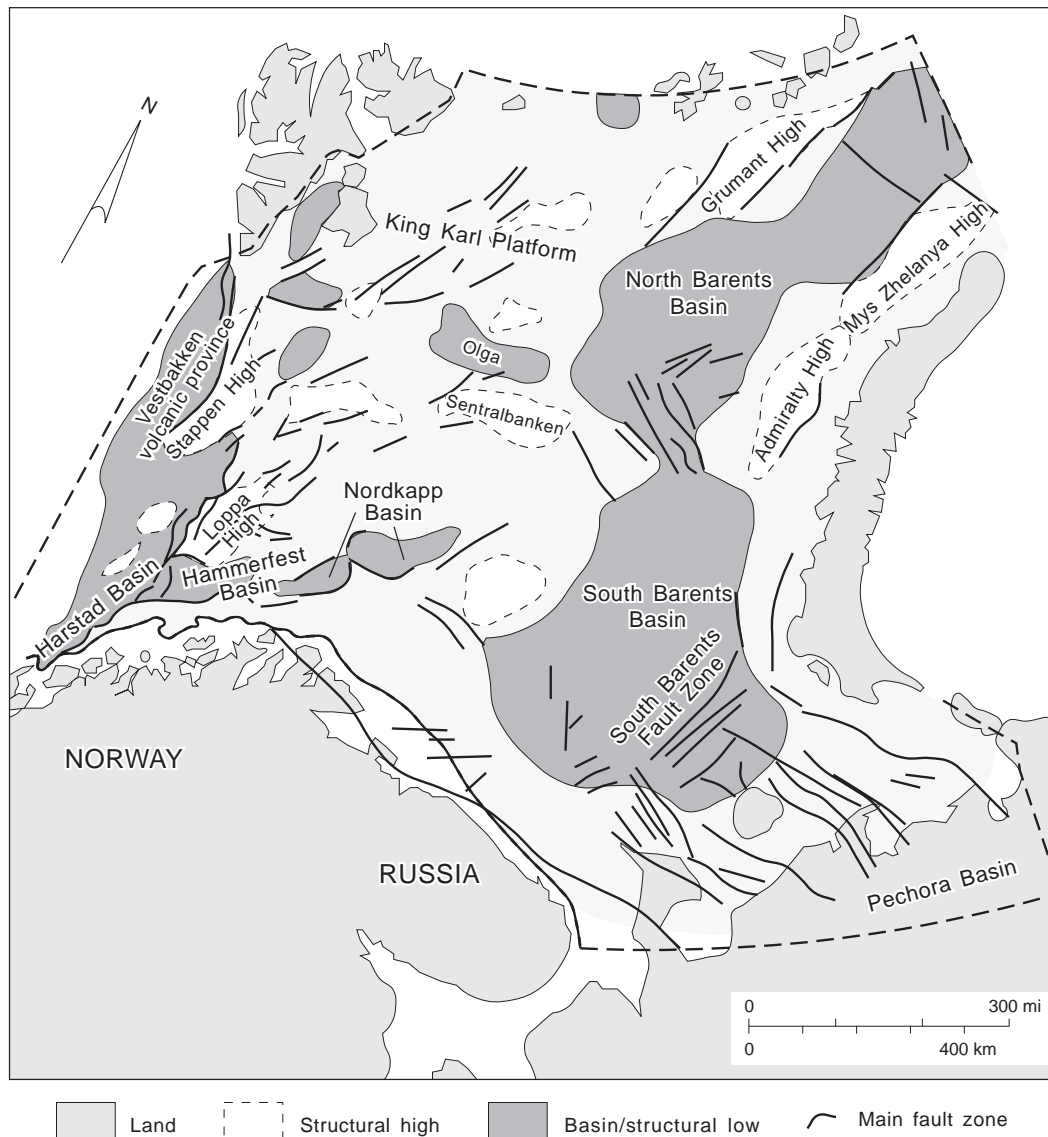 N
Grumant High
King Karl Platform
Mys Zhelanya High
North Barents
Basin
Vestbakken
volcanic province
Stappen High
Olga
Admiralty High
Sentralbanken
Nordkapp
Basin
Loppa
High
Hammerfest
Basin
Harstad Basin
South Barents
Basin
South Barents
Fault Zone
NORWAY
RUSSIA
Pechora Basin
0 300 mi
0 400 km
Land
Structural high
Basin/structural low
Main fault zone